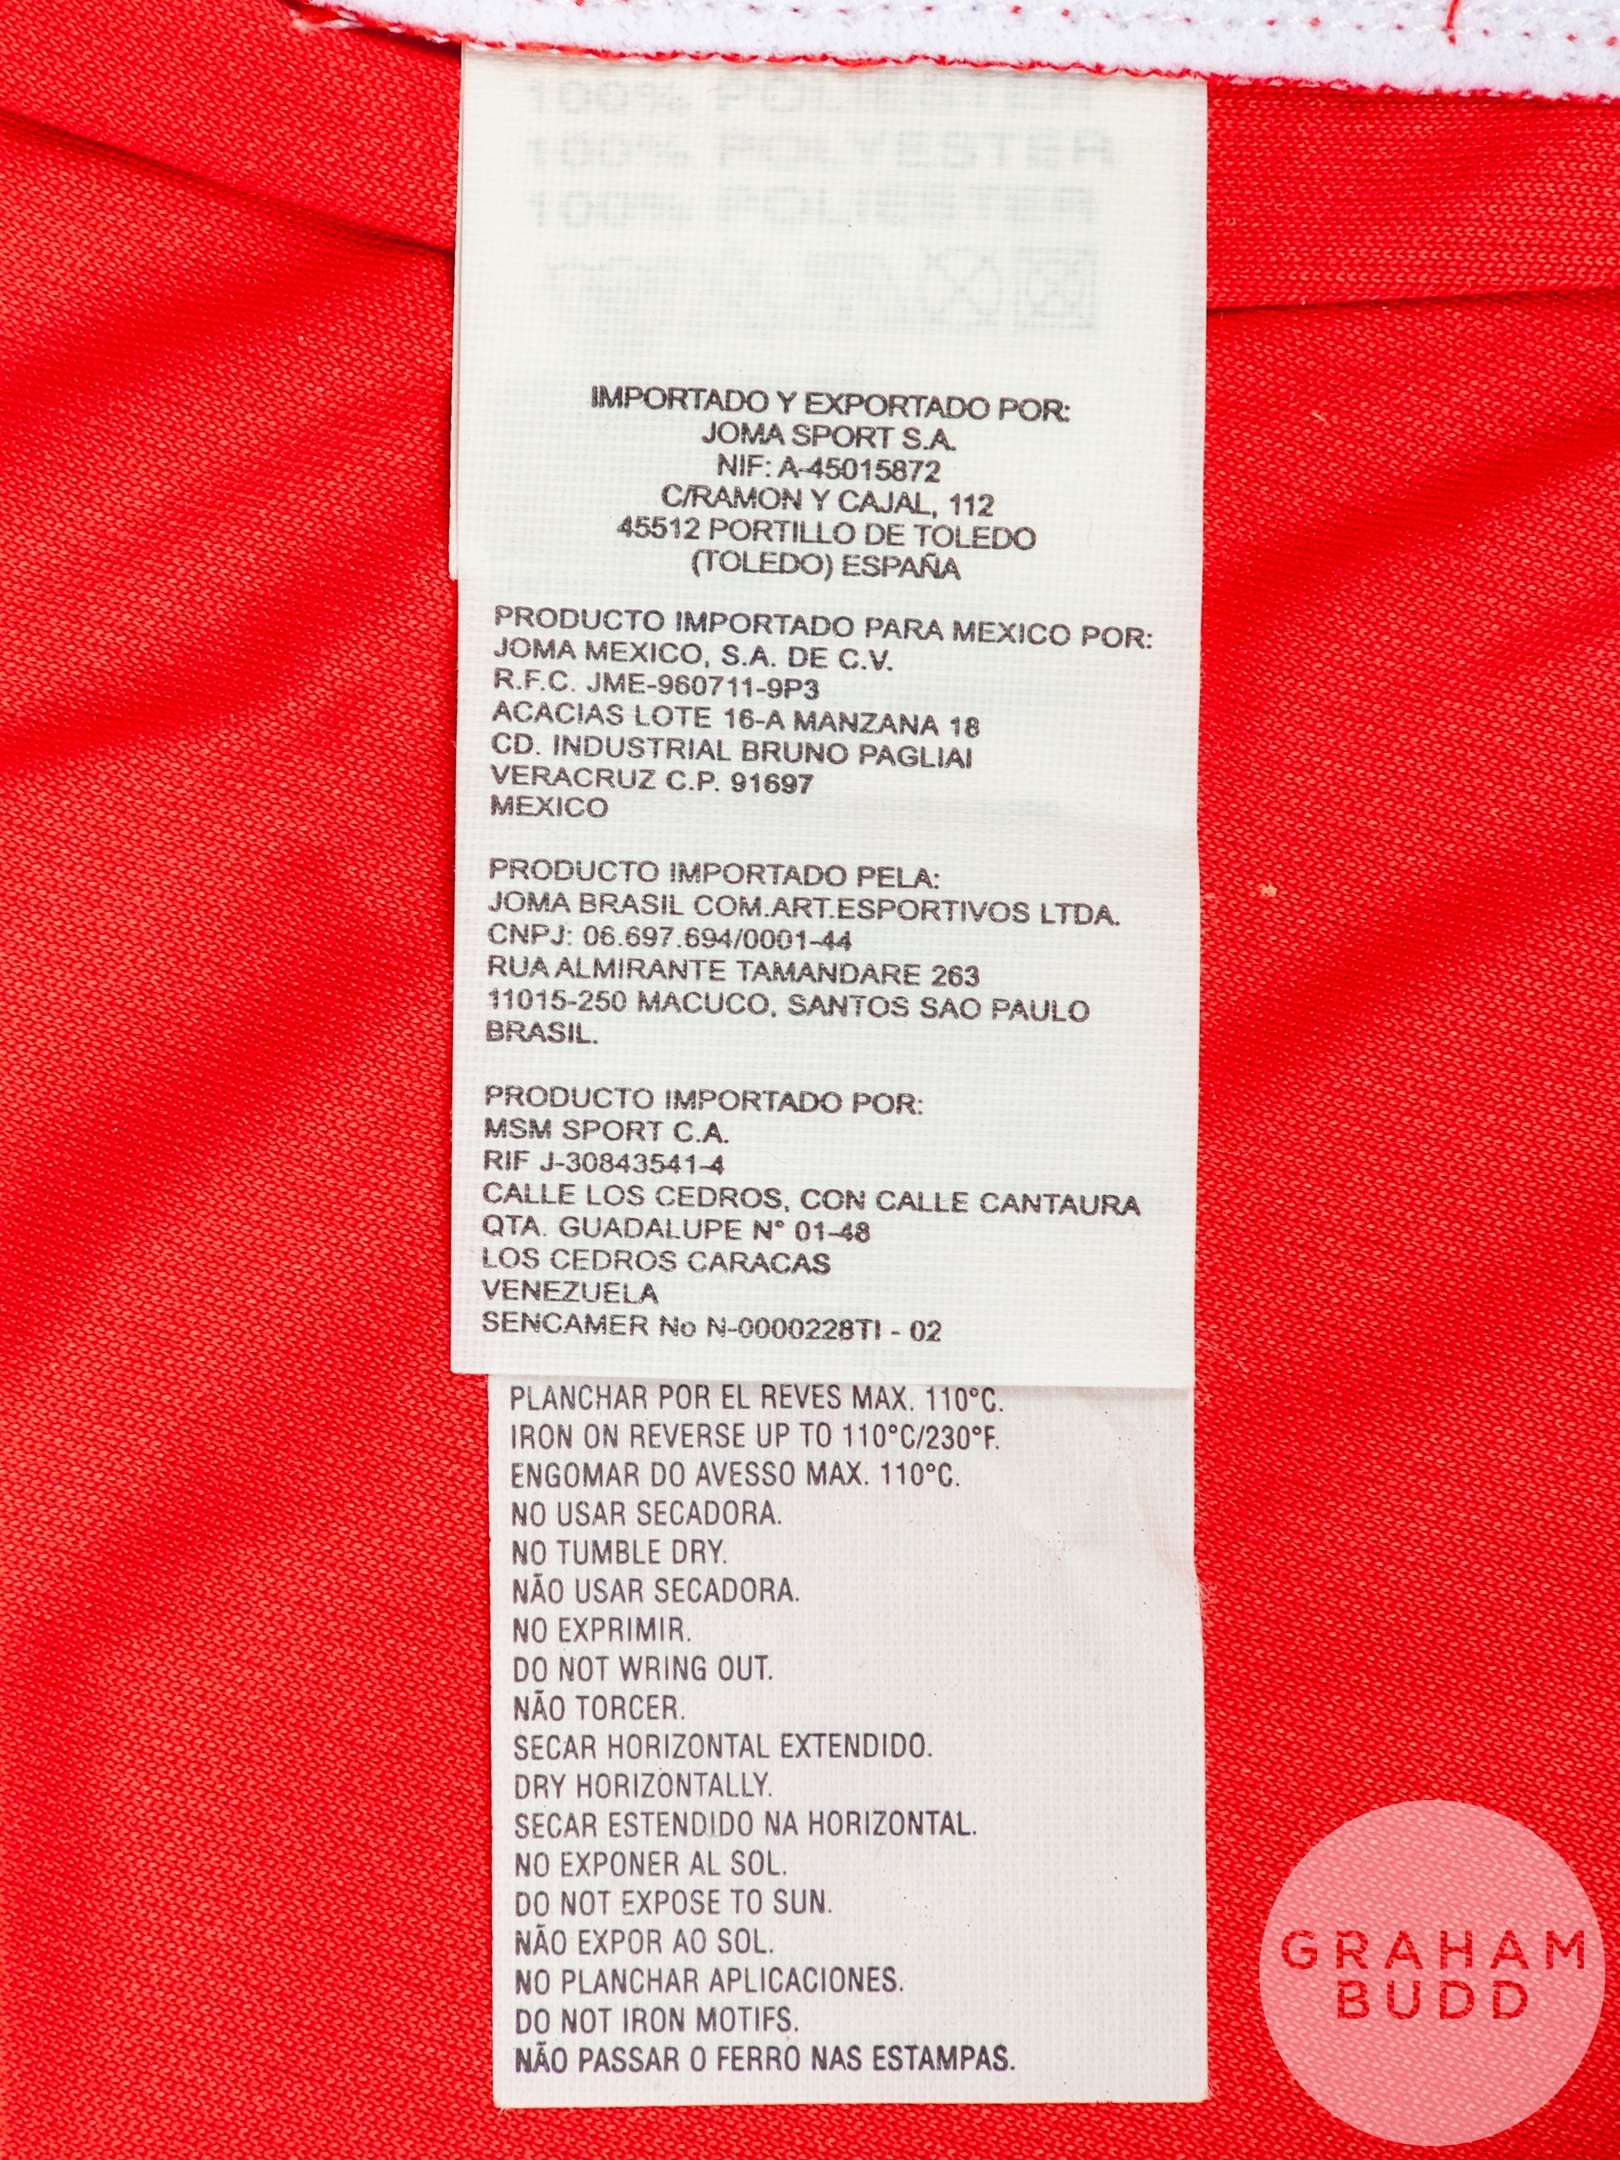 100% POLIESTER
100% POLYESTER
100% POLIESTER
IMPORTADO Y EXPORTADO POR:
JOMA SPORT S.A.
NIF: A-45015872
C/RAMON Y CAJAL, 112
45512 PORTILLO DE TOLEDO
(TOLEDO) ESPAÑA
PRODUCTO IMPORTADO PARA MEXICO POR:
JOMA MEXICO, S.A. DE C.V.
R.F.C. JME-960711-9P3
ACACIAS LOTE 16-A MANZANA 18
CD. INDUSTRIAL BRUNO PAGLIAI
VERACRUZ C.P. 91697
MEXICO
PRODUCTO IMPORTADO PELA:
JOMA BRASIL COM.ART.ESPORTIVOS LTDA.
CNPJ: 06.697.694/0001-44
RUA ALMIRANTE TAMANDARE 263
11015-250 MACUCO, SANTOS SAO PAULO
BRASIL.
PRODUCTO IMPORTADO POR:
MSM SPORT C.A.
RIF J-30843541-4
CALLE LOS CEDROS, CON CALLE CANTAURA
QTA. GUADALUPE N° 01-48
LOS CEDROS CARACAS
VENEZUELA
SENCAMER No N-0000228TI - 02
PLANCHAR POR EL REVES MAX. 110°C.
IRON ON REVERSE UP TO 110°C/230°F.
ENGOMAR DO AVESSO MAX. 110°C.
NO USAR SECADORA.
NO TUMBLE DRY.
NÃO USAR SECADORA.
NO EXPRIMIR.
DO NOT WRING OUT.
NÃO TORCER.
SECAR HORIZONTAL EXTENDIDO.
DRY HORIZONTALLY.
SECAR ESTENDIDO NA HORIZONTAL.
NO EXPONER AL SOL.
DO NOT EXPOSE TO SUN.
NÃO EXPOR AO SOL.
NO PLANCHAR APLICACIONES.
DO NOT IRON MOTIFS.
NÃO PASSAR O FERRO NAS ESTAMPAS.
GRAHAM
BUDD